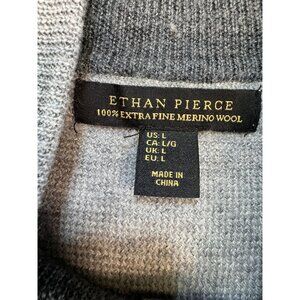 ETHAN PIERCE
100% EXTRA FINE MERINO WOOL
US: L
CA: L/G
UK: L
EU: L
MADE IN
CHINA